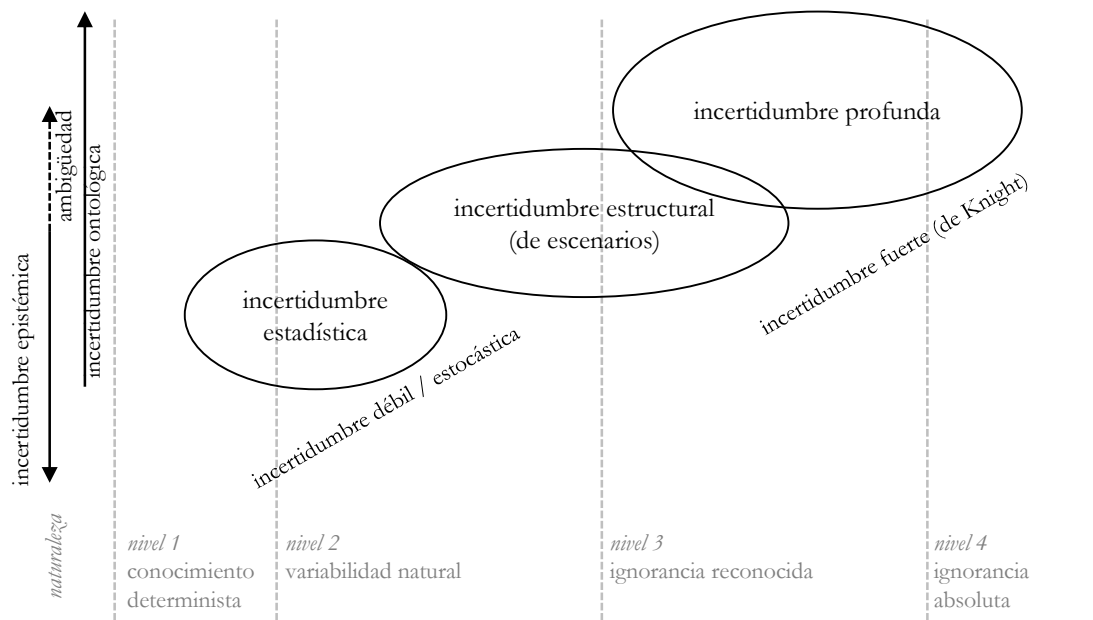 incertidumbre profunda
ambigüedad
incertidumbre ontológica
incertidumbre estructural
(de escenarios)
incertidumbre fuerte (de Knight)
incertidumbre epistémica
incertidumbre
estadística
incertidumbre débil / estocástica
naturaleza
nivel 1
conocimiento
determinista
nivel 2
variabilidad natural
nivel 3
ignorancia reconocida
nivel 4
ignorancia
absoluta